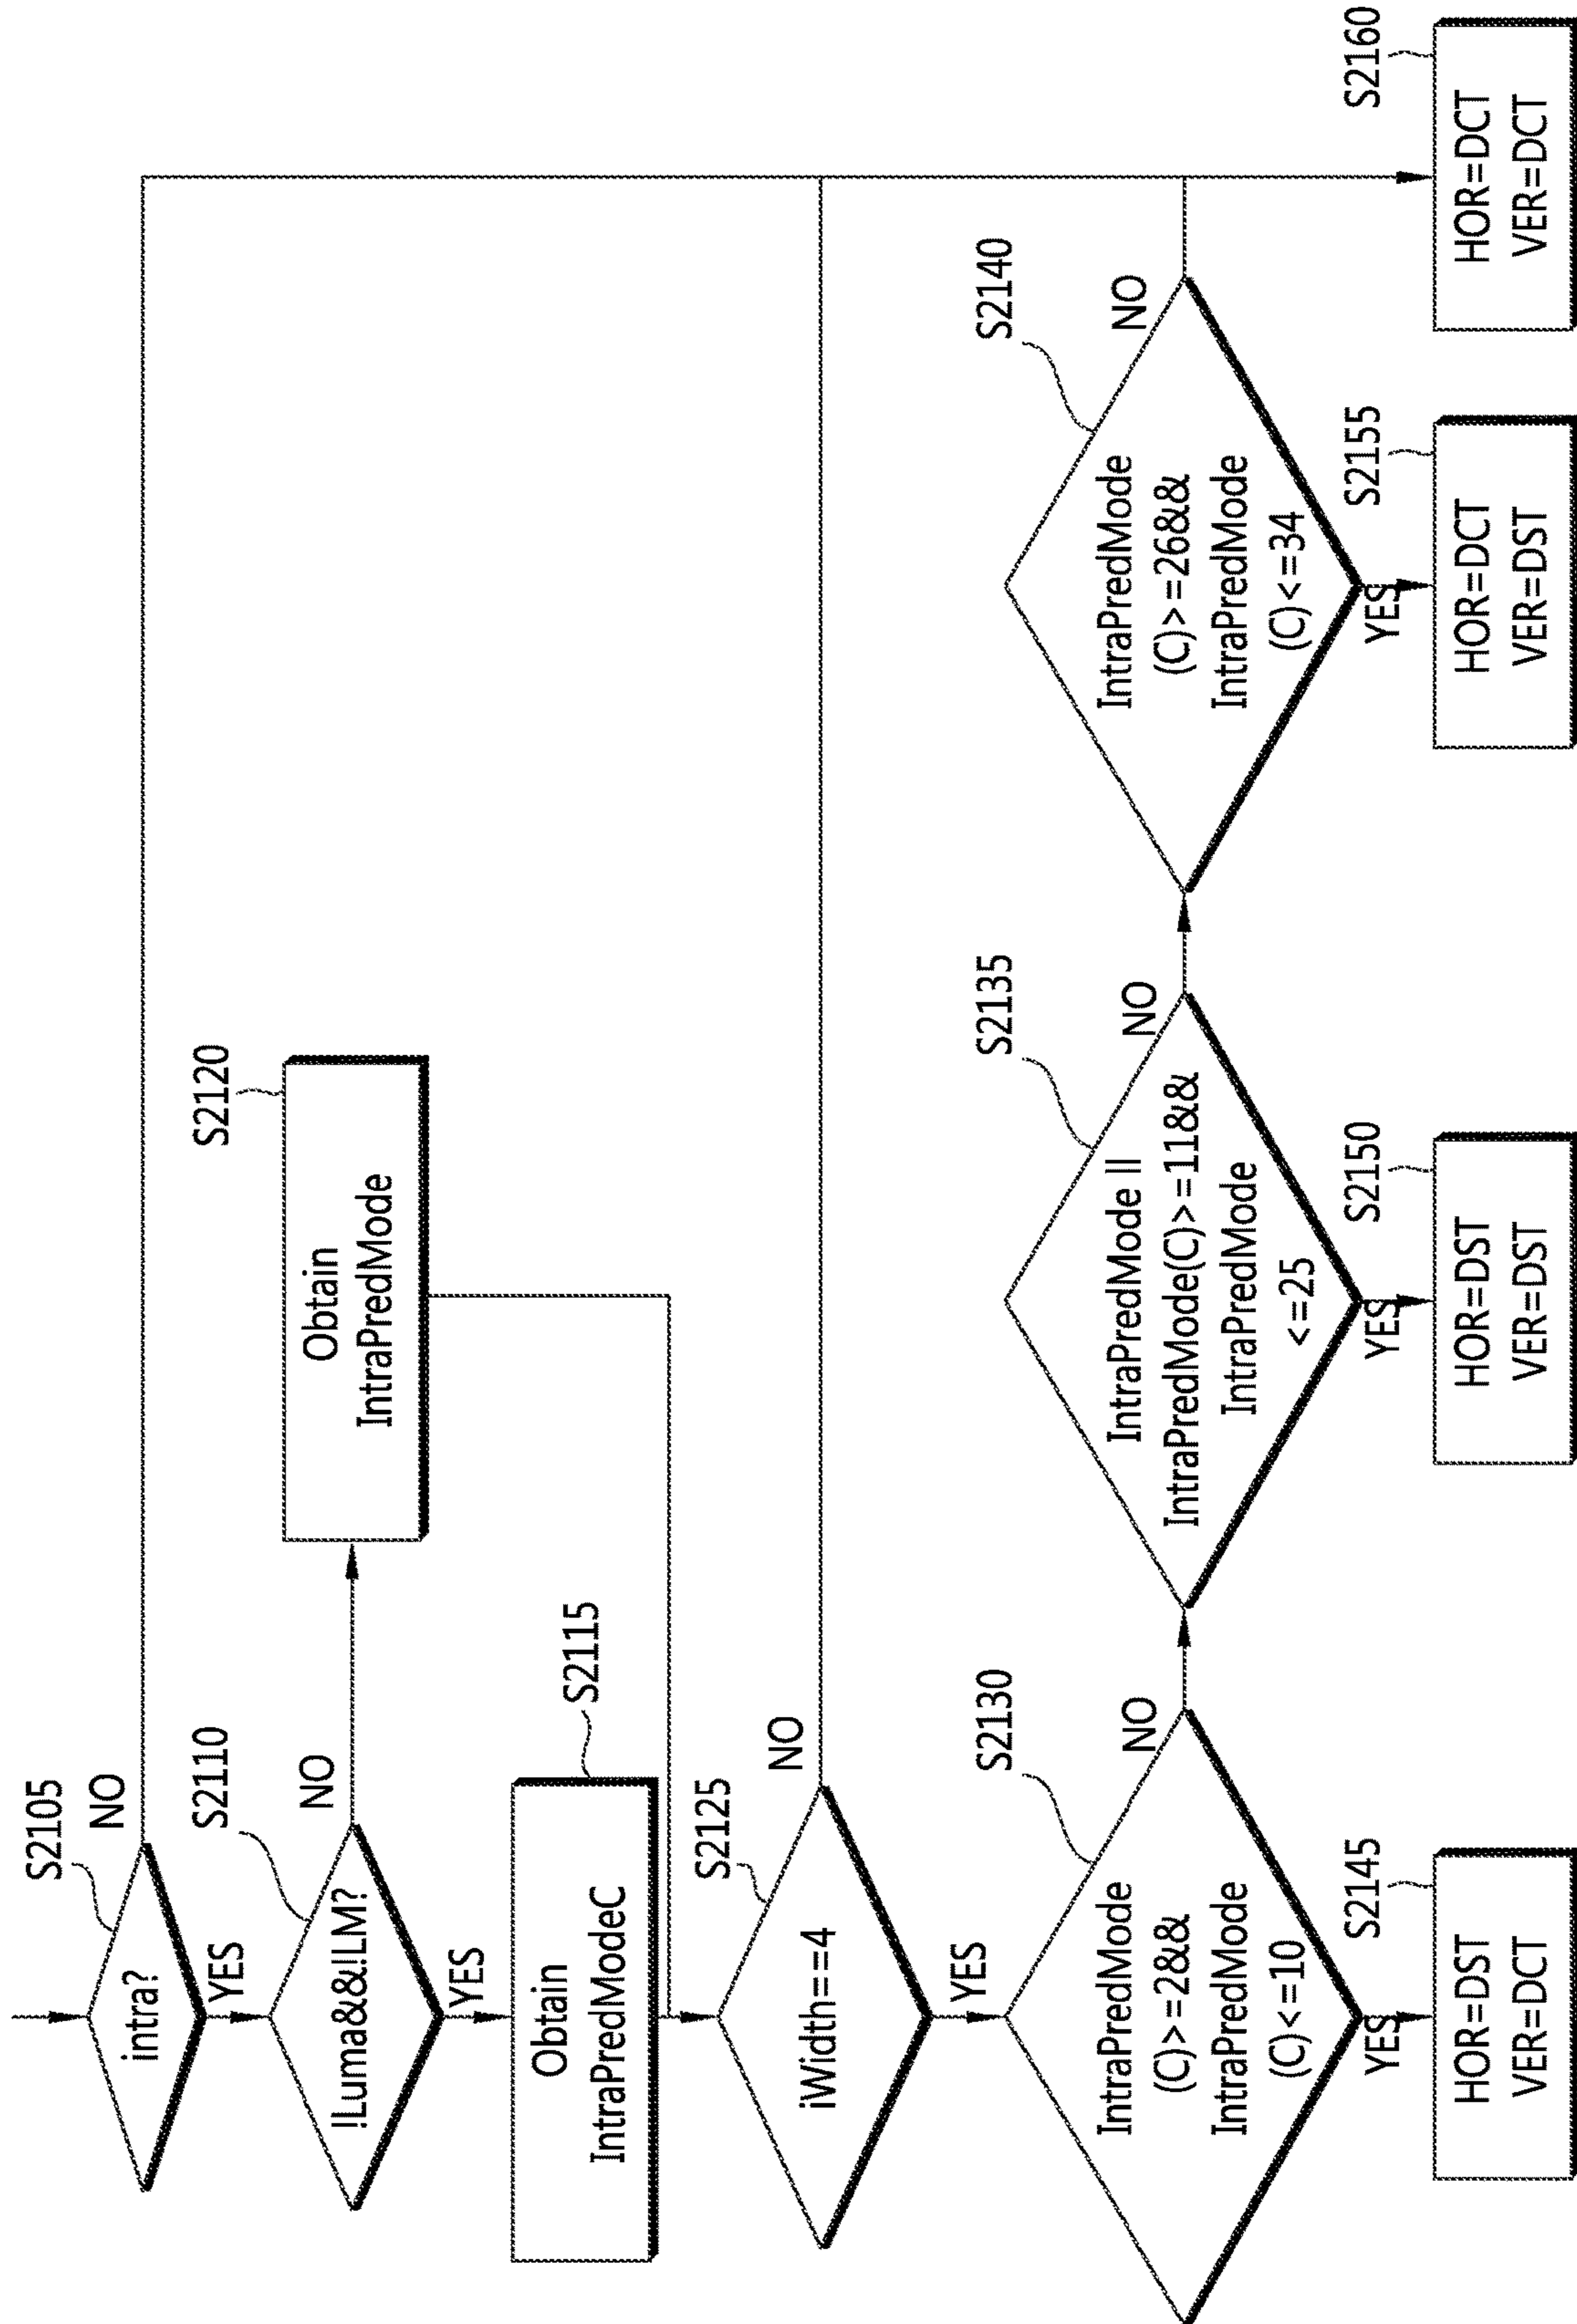 S2105
intra?
NO
YES
S2110
!Luma&&!LM?
NO
YES
S2120
Obtain
IntraPredMode
S2115
Obtain
IntraPredModeC
S2125
iWidth==4
NO
YES
S2130
IntraPredMode
(C)>=2&&
IntraPredMode
(C)<=10
NO
YES
S2135
IntraPredMode ||
IntraPredMode(C)>=11&&
IntraPredMode
<=25
NO
YES
S2140
IntraPredMode
(C)>=26&&
IntraPredMode
(C)<=34
NO
YES
S2145
HOR=DST
VER=DCT
S2150
HOR=DST
VER=DST
S2155
HOR=DCT
VER=DST
S2160
HOR=DCT
VER=DCT